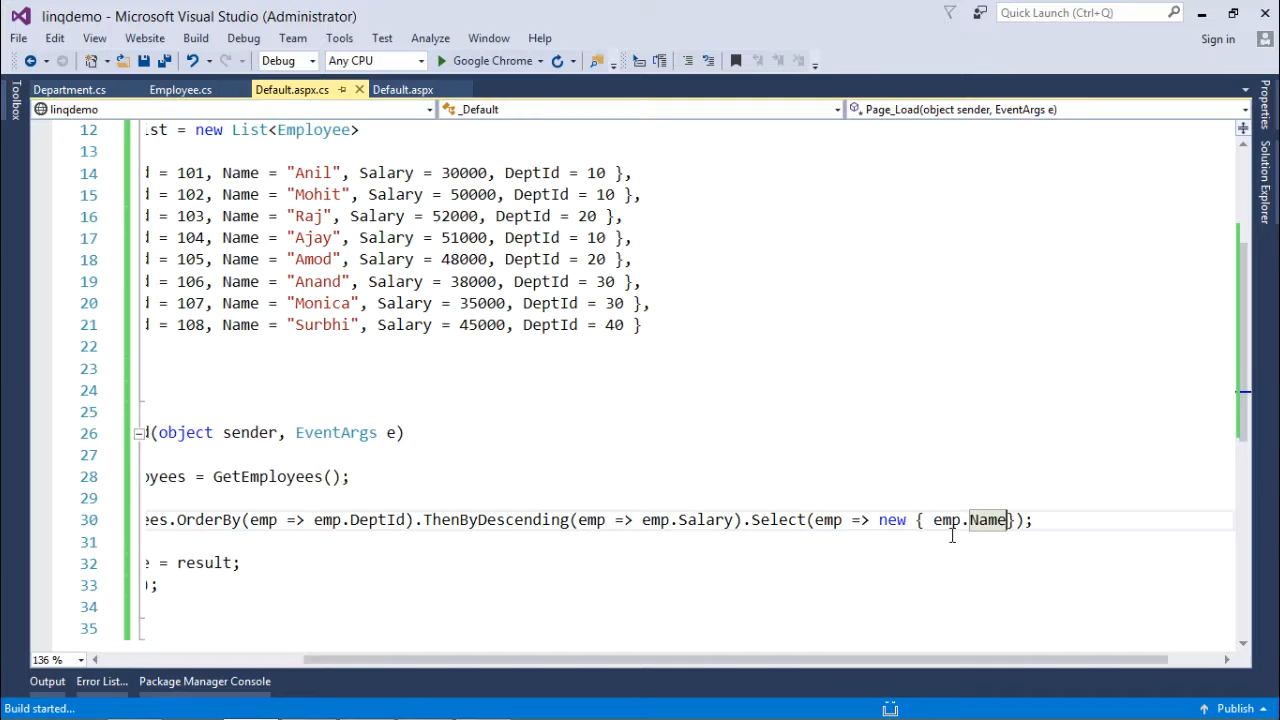 linqdemo - Microsoft Visual Studio (Administrator)
Quick Launch (Ctrl+Q)
File Edit View Website Build Debug Team Tools Test Analyze Window Help
Sign in
Debug Any CPU Google Chrome
Toolbox
Department.cs Employee.cs Default.aspx.cs Default.aspx
linqdemo _Default Page_Load(object sender, EventArgs e)
Properties
Solution Explorer
12 ist = new List<Employee>
13
14 d = 101, Name = "Anil", Salary = 30000, DeptId = 10 },
15 d = 102, Name = "Mohit", Salary = 50000, DeptId = 10 },
16 d = 103, Name = "Raj", Salary = 52000, DeptId = 20 },
17 d = 104, Name = "Ajay", Salary = 51000, DeptId = 10 },
18 d = 105, Name = "Amod", Salary = 48000, DeptId = 20 },
19 d = 106, Name = "Anand", Salary = 38000, DeptId = 30 },
20 d = 107, Name = "Monica", Salary = 35000, DeptId = 30 },
21 d = 108, Name = "Surbhi", Salary = 45000, DeptId = 40 }
22
23
24
25
26 d(object sender, EventArgs e)
27
28 oyees = GetEmployees();
29
30 ees.OrderBy(emp => emp.DeptId).ThenByDescending(emp => emp.Salary).Select(emp => new { emp.Name});
31
32 e = result;
33 );
34
35
136 %
Output Error List... Package Manager Console
Build started... Publish